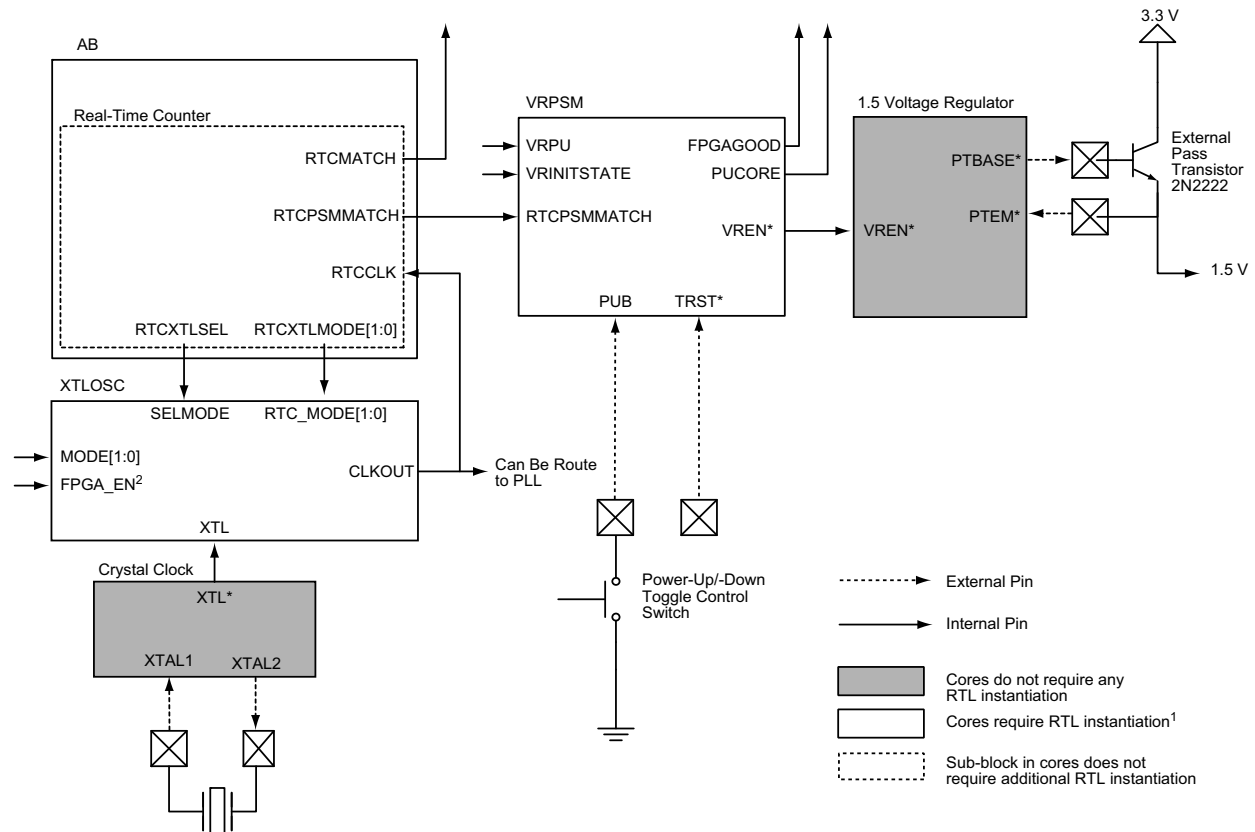 AB
Real-Time Counter
RTCMATCH
RTCPSMMATCH
RTCCLK
RTCXTLSEL RTCXTLMODE[1:0]
XTLOSC
SELMODE RTC_MODE[1:0]
MODE[1:0]
FPGA_EN2
CLKOUT
XTL
Can Be Route
to PLL
Crystal Clock
XTL*
XTAL1 XTAL2
VRPSM
VRPU
VRINITSTATE
RTCPSMMATCH
FPGAGOOD
PUCORE
VREN*
PUB TRST*
Power-Up/-Down
Toggle Control
Switch
1.5 Voltage Regulator
PTBASE*
PTEM*
VREN*
3.3 V
External
Pass
Transistor
2N2222
1.5 V
External Pin
Internal Pin
Cores do not require any
RTL instantiation
Cores require RTL instantiation1
Sub-block in cores does not
require additional RTL instantiation